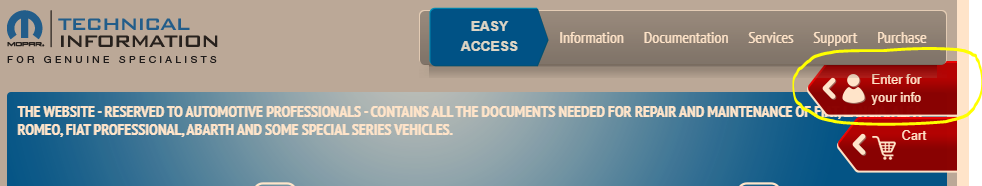 MOPAR
TECHNICAL
INFORMATION
FOR GENUINE SPECIALISTS
EASY
ACCESS
Information Documentation Services Support Purchase
Enter for
your info
THE WEBSITE - RESERVED TO AUTOMOTIVE PROFESSIONALS - CONTAINS ALL THE DOCUMENTS NEEDED FOR REPAIR AND MAINTENANCE OF
ROMEO, FIAT PROFESSIONAL, ABARTH AND SOME SPECIAL SERIES VEHICLES.
Cart